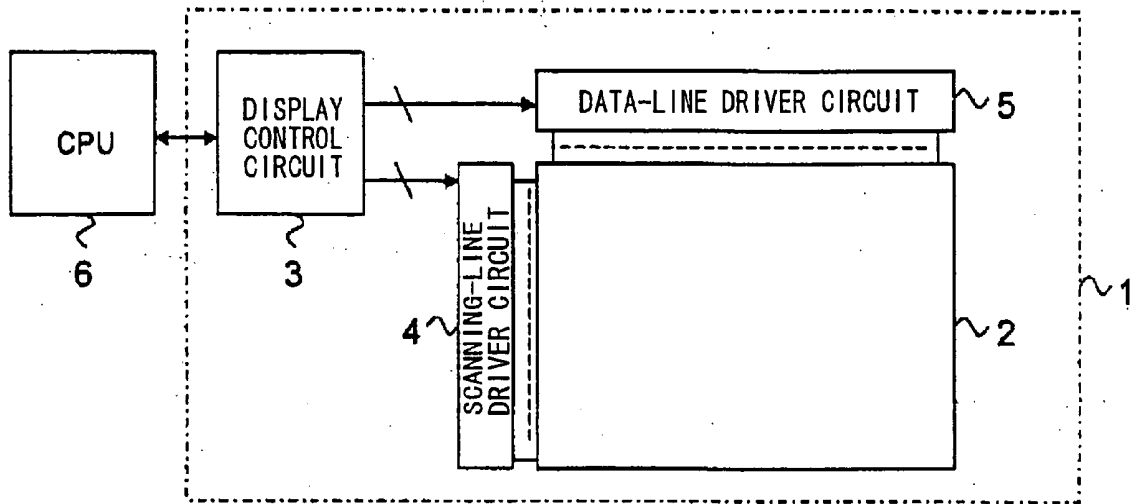 CPU
6
DISPLAY
CONTROL
CIRCUIT
3
DATA-LINE DRIVER CIRCUIT
5
SCANNING-LINE
DRIVER CIRCUIT
4
2
1